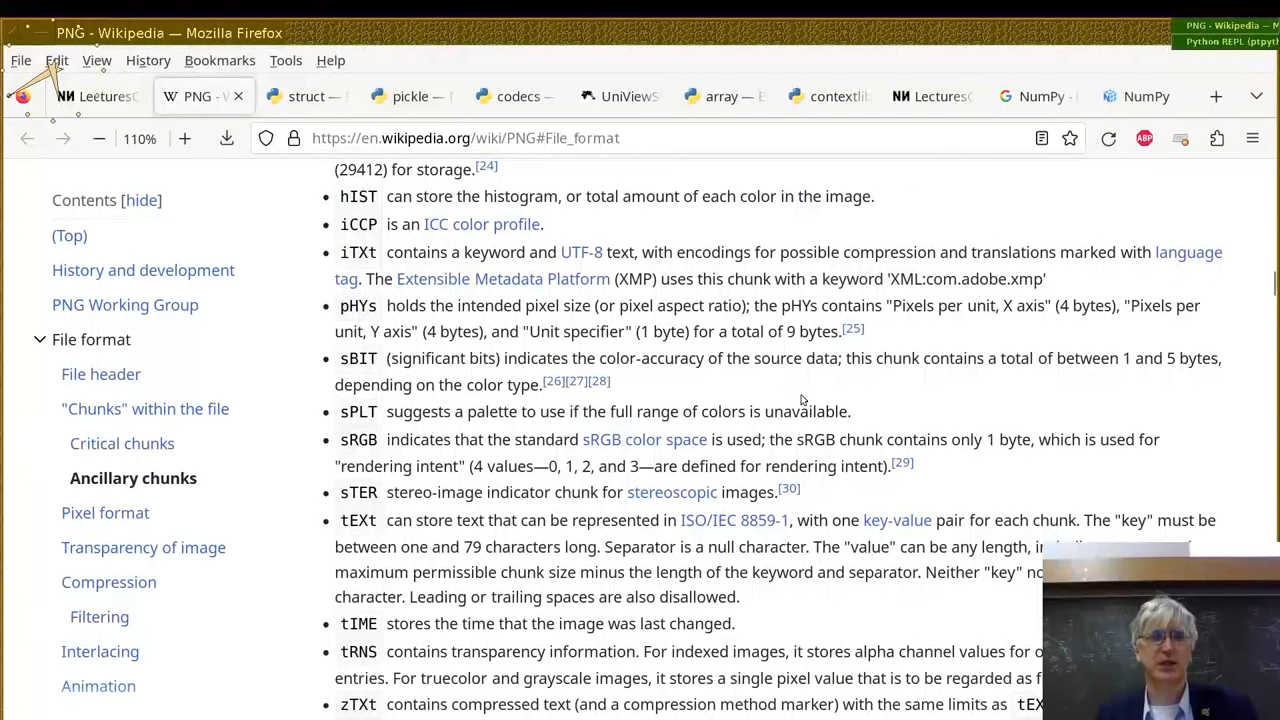 PNG - Wikipedia — Mozilla Firefox
PNG - Wikipedia — M
Python REPL (ptpyth
File Edit View History Bookmarks Tools Help
LecturesC
PNG - W
struct —
pickle —
codecs —
UniViewS
array —
contextlib
LecturesC
NumPy -
NumPy
110%
https://en.wikipedia.org/wiki/PNG#File_format
ABP
Contents [hide]
(Top)
History and development
PNG Working Group
File format
File header
"Chunks" within the file
Critical chunks
Ancillary chunks
Pixel format
Transparency of image
Compression
Filtering
Interlacing
Animation
(29412) for storage.[24]
hIST can store the histogram, or total amount of each color in the image.
iCCP is an ICC color profile.
iTXt contains a keyword and UTF-8 text, with encodings for possible compression and translations marked with language
tag. The Extensible Metadata Platform (XMP) uses this chunk with a keyword 'XML:com.adobe.xmp'
pHYs holds the intended pixel size (or pixel aspect ratio); the pHYs contains "Pixels per unit, X axis" (4 bytes), "Pixels per
unit, Y axis" (4 bytes), and "Unit specifier" (1 byte) for a total of 9 bytes.[25]
sBIT (significant bits) indicates the color-accuracy of the source data; this chunk contains a total of between 1 and 5 bytes,
depending on the color type.[26][27][28]
sPLT suggests a palette to use if the full range of colors is unavailable.
sRGB indicates that the standard sRGB color space is used; the sRGB chunk contains only 1 byte, which is used for
"rendering intent" (4 values—0, 1, 2, and 3—are defined for rendering intent).[29]
sTER stereo-image indicator chunk for stereoscopic images.[30]
tEXt can store text that can be represented in ISO/IEC 8859-1, with one key-value pair for each chunk. The "key" must be
between one and 79 characters long. Separator is a null character. The "value" can be any length,
maximum permissible chunk size minus the length of the keyword and separator. Neither "key"
character. Leading or trailing spaces are also disallowed.
tIME stores the time that the image was last changed.
tRNS contains transparency information. For indexed images, it stores alpha channel values for
entries. For truecolor and grayscale images, it stores a single pixel value that is to be regarded as
zTXt contains compressed text (and a compression method marker) with the same limits as